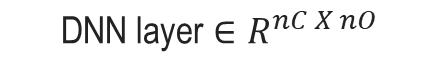 DNN layer ∈ R^{nC X nO}